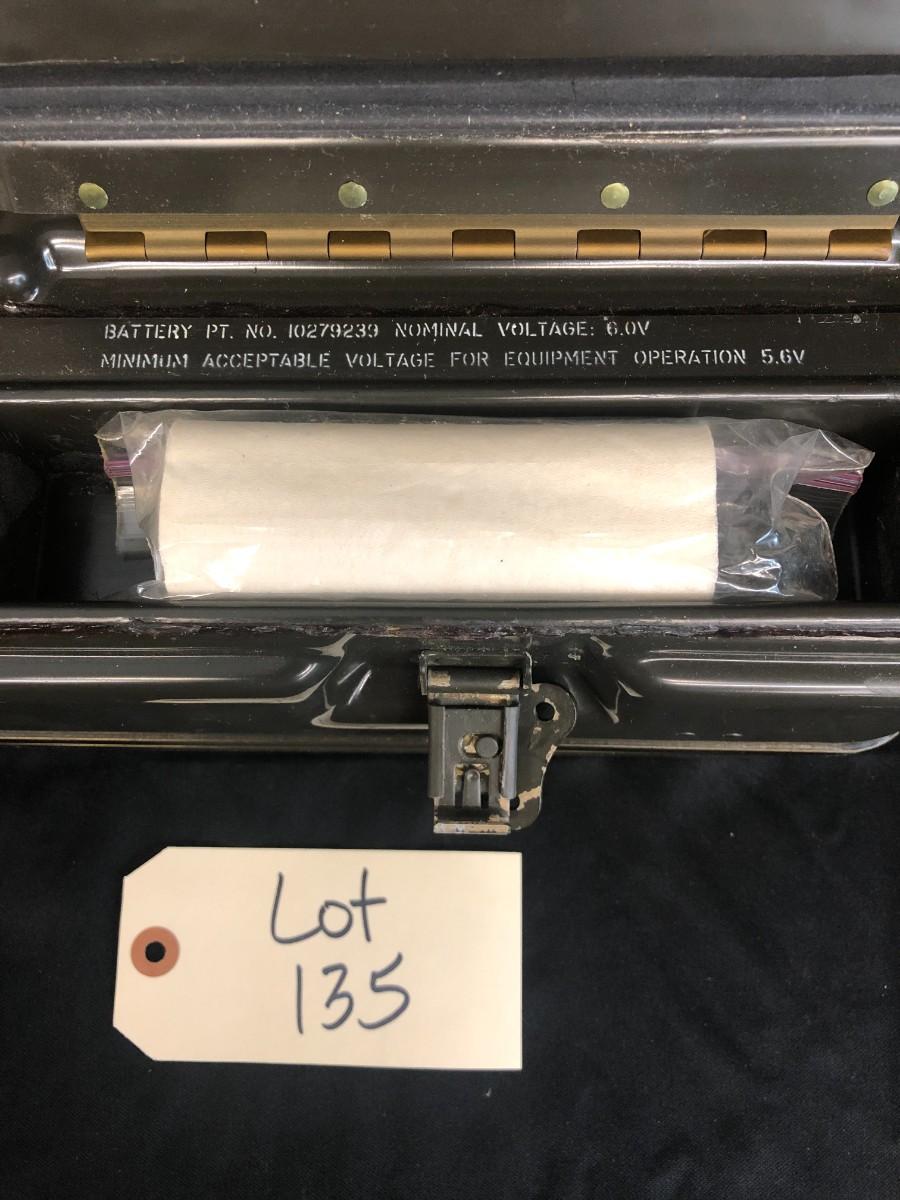 BATTERY PT. NO. 10279239 NOMINAL VOLTAGE: 6.0V
MINIMUM ACCEPTABLE VOLTAGE FOR EQUIPMENT OPERATION 5.6V
Lot
135